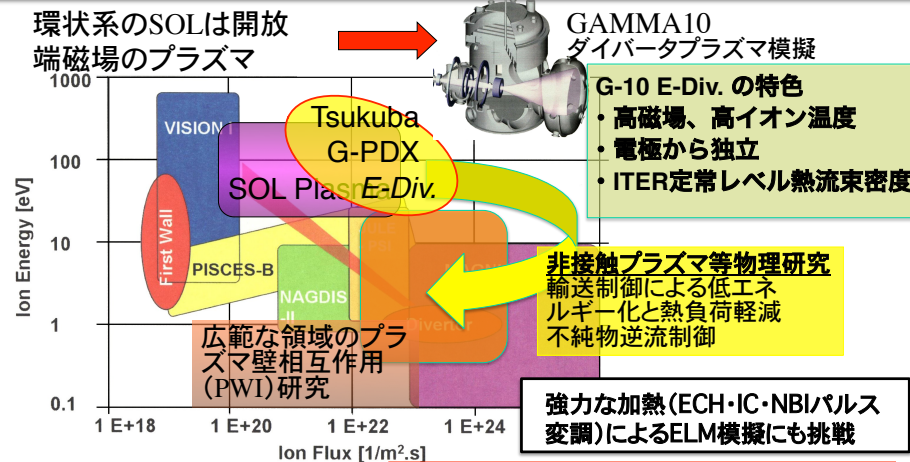 環状系のSOLは開放
端磁場のプラズマ
GAMMA10
ダイバータプラズマ模擬
G-10 E-Div. の特色
・高磁場、高イオン温度
・電極から独立
・ITER定常レベル熱流束密度
1000
100
10
1
0.1
Ion Energy [eV]
VISION I
Tsukuba
G-PDX
E-Div.
SOL Plasma
First Wall
PISCES-B
NAGDIS
-II
Divertor
非接触プラズマ等物理研究
輸送制御による低エネ
ルギー化と熱負荷軽減
不純物逆流制御
広範な領域のプラ
ズマ壁相互作用
(PWI)研究
強力な加熱(ECH・IC・NBIパルス
変調)によるELM模擬にも挑戦
1 E+18
1 E+20
1 E+22
1 E+24
Ion Flux [1/m².s]